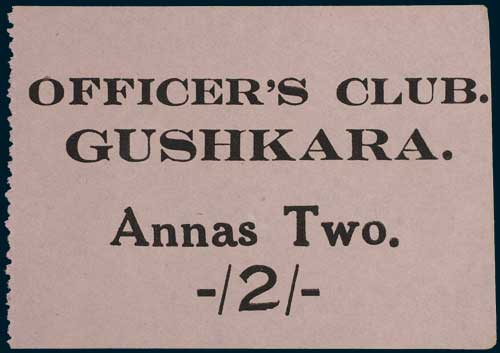 OFFICER'S CLUB.
GUSHKARA.
Annas Two.
-/2/-